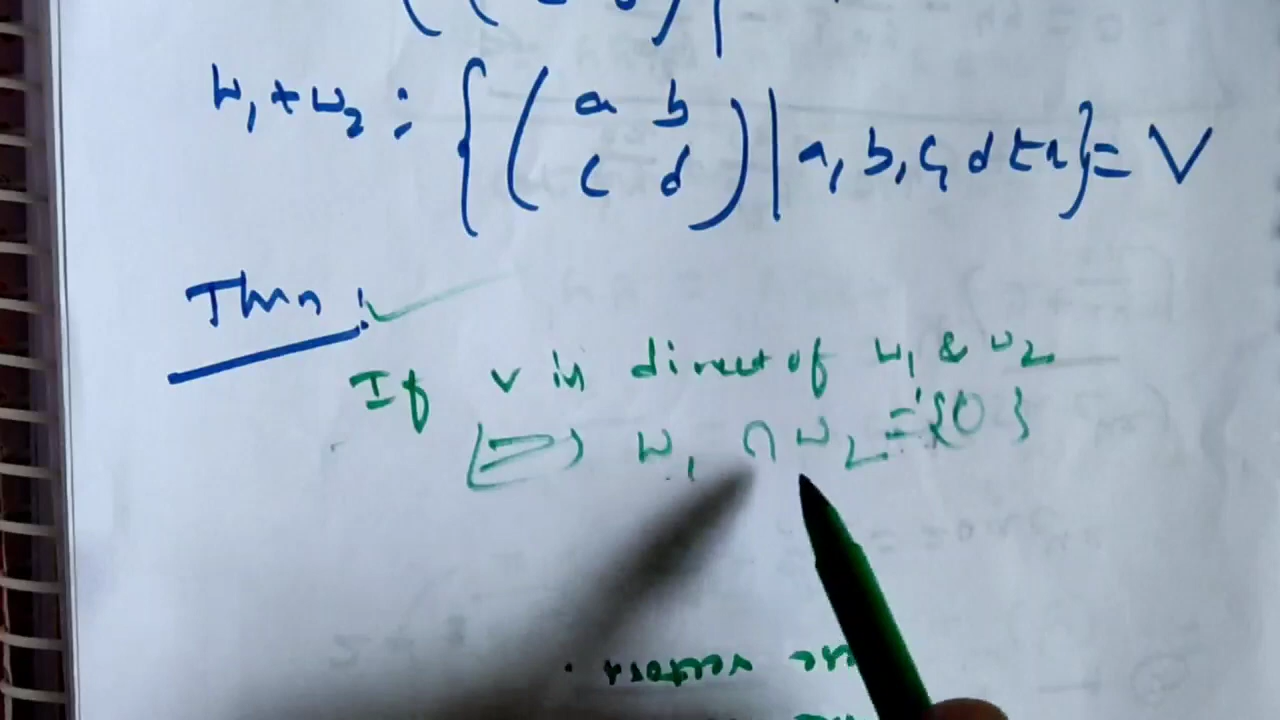 W₁ + W₂ : { ( a b
c d ) | a, b, c, d ∈ R } = V
Thm :
If V is direct of W₁ & W₂
⇒ W₁ ∩ W₂ = {0}